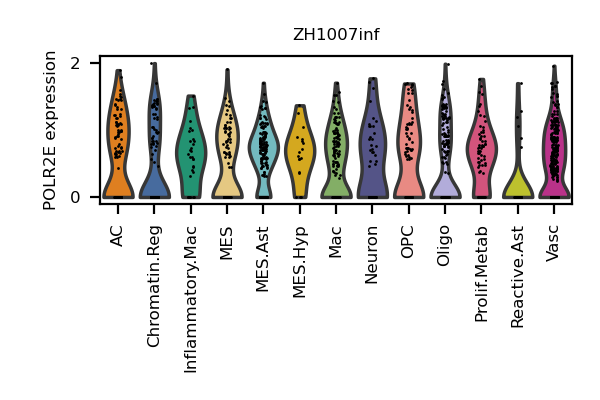 ZH1007inf
POLR2E expression
2
0
AC
Chromatin.Reg
Inflammatory.Mac
MES
MES.Ast
MES.Hyp
Mac
Neuron
OPC
Oligo
Prolif.Metab
Reactive.Ast
Vasc